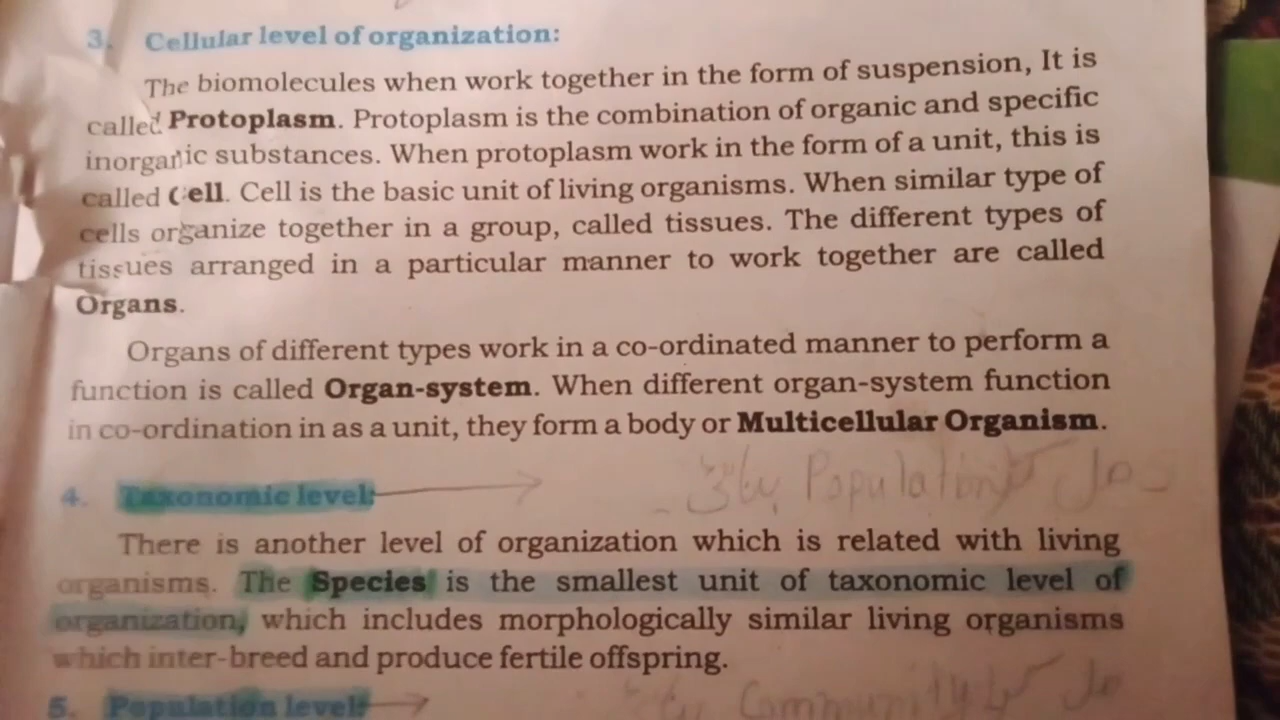 3. Cellular level of organization:
The biomolecules when work together in the form of suspension, It is
called Protoplasm. Protoplasm is the combination of organic and specific
inorganic substances. When protoplasm work in the form of a unit, this is
called Cell. Cell is the basic unit of living organisms. When similar type of
cells organize together in a group, called tissues. The different types of
tissues arranged in a particular manner to work together are called
Organs.
Organs of different types work in a co-ordinated manner to perform a
function is called Organ-system. When different organ-system function
in co-ordination in as a unit, they form a body or Multicellular Organism.
Population
4. Taxonomic level:
There is another level of organization which is related with living
organisms. The Species is the smallest unit of taxonomic level of
organization, which includes morphologically similar living organisms
which inter-breed and produce fertile offspring.
Community
5. Population level: